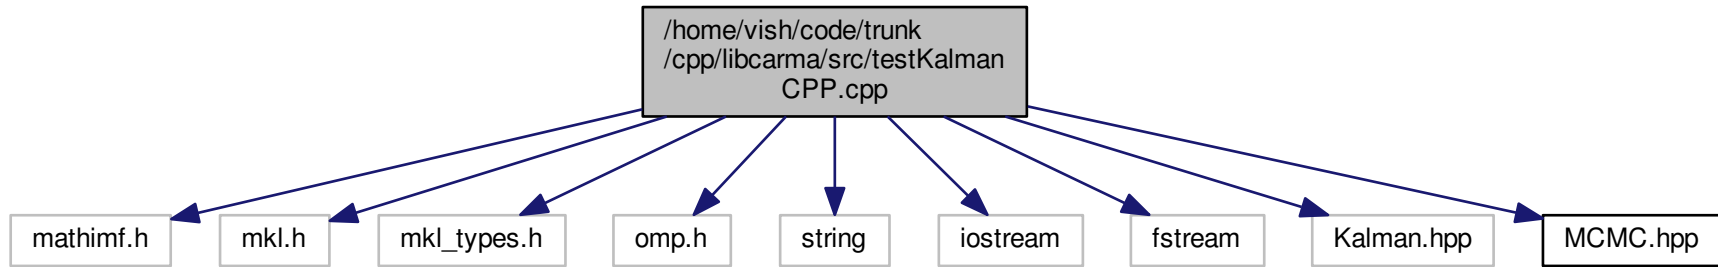 /home/vish/code/trunk
/cpp/libcarma/src/testKalman
CPP.cpp
mathimf.h
mkl.h
mkl_types.h
omp.h
string
iostream
fstream
Kalman.hpp
MCMC.hpp